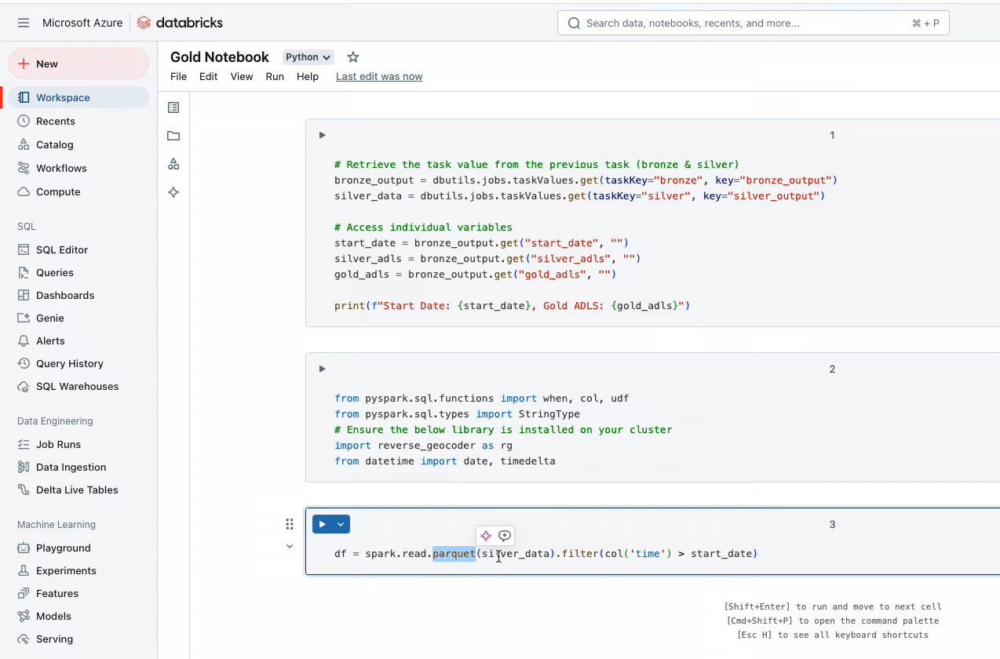 Microsoft Azure
databricks
Search data, notebooks, recents, and more...
⌘ + P
New
Workspace
Recents
Catalog
Workflows
Compute
SQL
SQL Editor
Queries
Dashboards
Genie
Alerts
Query History
SQL Warehouses
Data Engineering
Job Runs
Data Ingestion
Delta Live Tables
Machine Learning
Playground
Experiments
Features
Models
Serving
Gold Notebook
Python
File Edit View Run Help Last edit was now
1
# Retrieve the task value from the previous task (bronze & silver)
bronze_output = dbutils.jobs.taskValues.get(taskKey="bronze", key="bronze_output")
silver_data = dbutils.jobs.taskValues.get(taskKey="silver", key="silver_output")
# Access individual variables
start_date = bronze_output.get("start_date", "")
silver_adls = bronze_output.get("silver_adls", "")
gold_adls = bronze_output.get("gold_adls", "")
print(f"Start Date: {start_date}, Gold ADLS: {gold_adls}")
2
from pyspark.sql.functions import when, col, udf
from pyspark.sql.types import StringType
# Ensure the below library is installed on your cluster
import reverse_geocoder as rg
from datetime import date, timedelta
3
df = spark.read.parquet(silver_data).filter(col('time') > start_date)
[Shift+Enter] to run and move to next cell
[Cmd+Shift+P] to open the command palette
[Esc H] to see all keyboard shortcuts